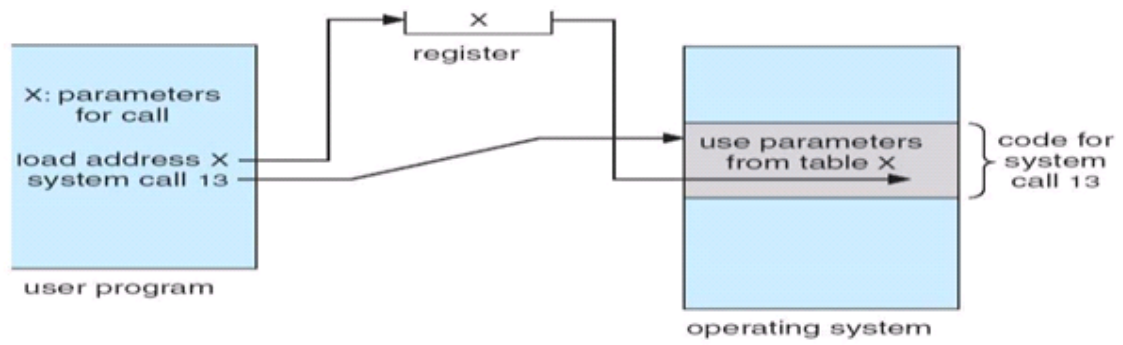 X
register
X: parameters
for call
load address X
system call 13
user program
use parameters
from table X
code for
system
call 13
operating system